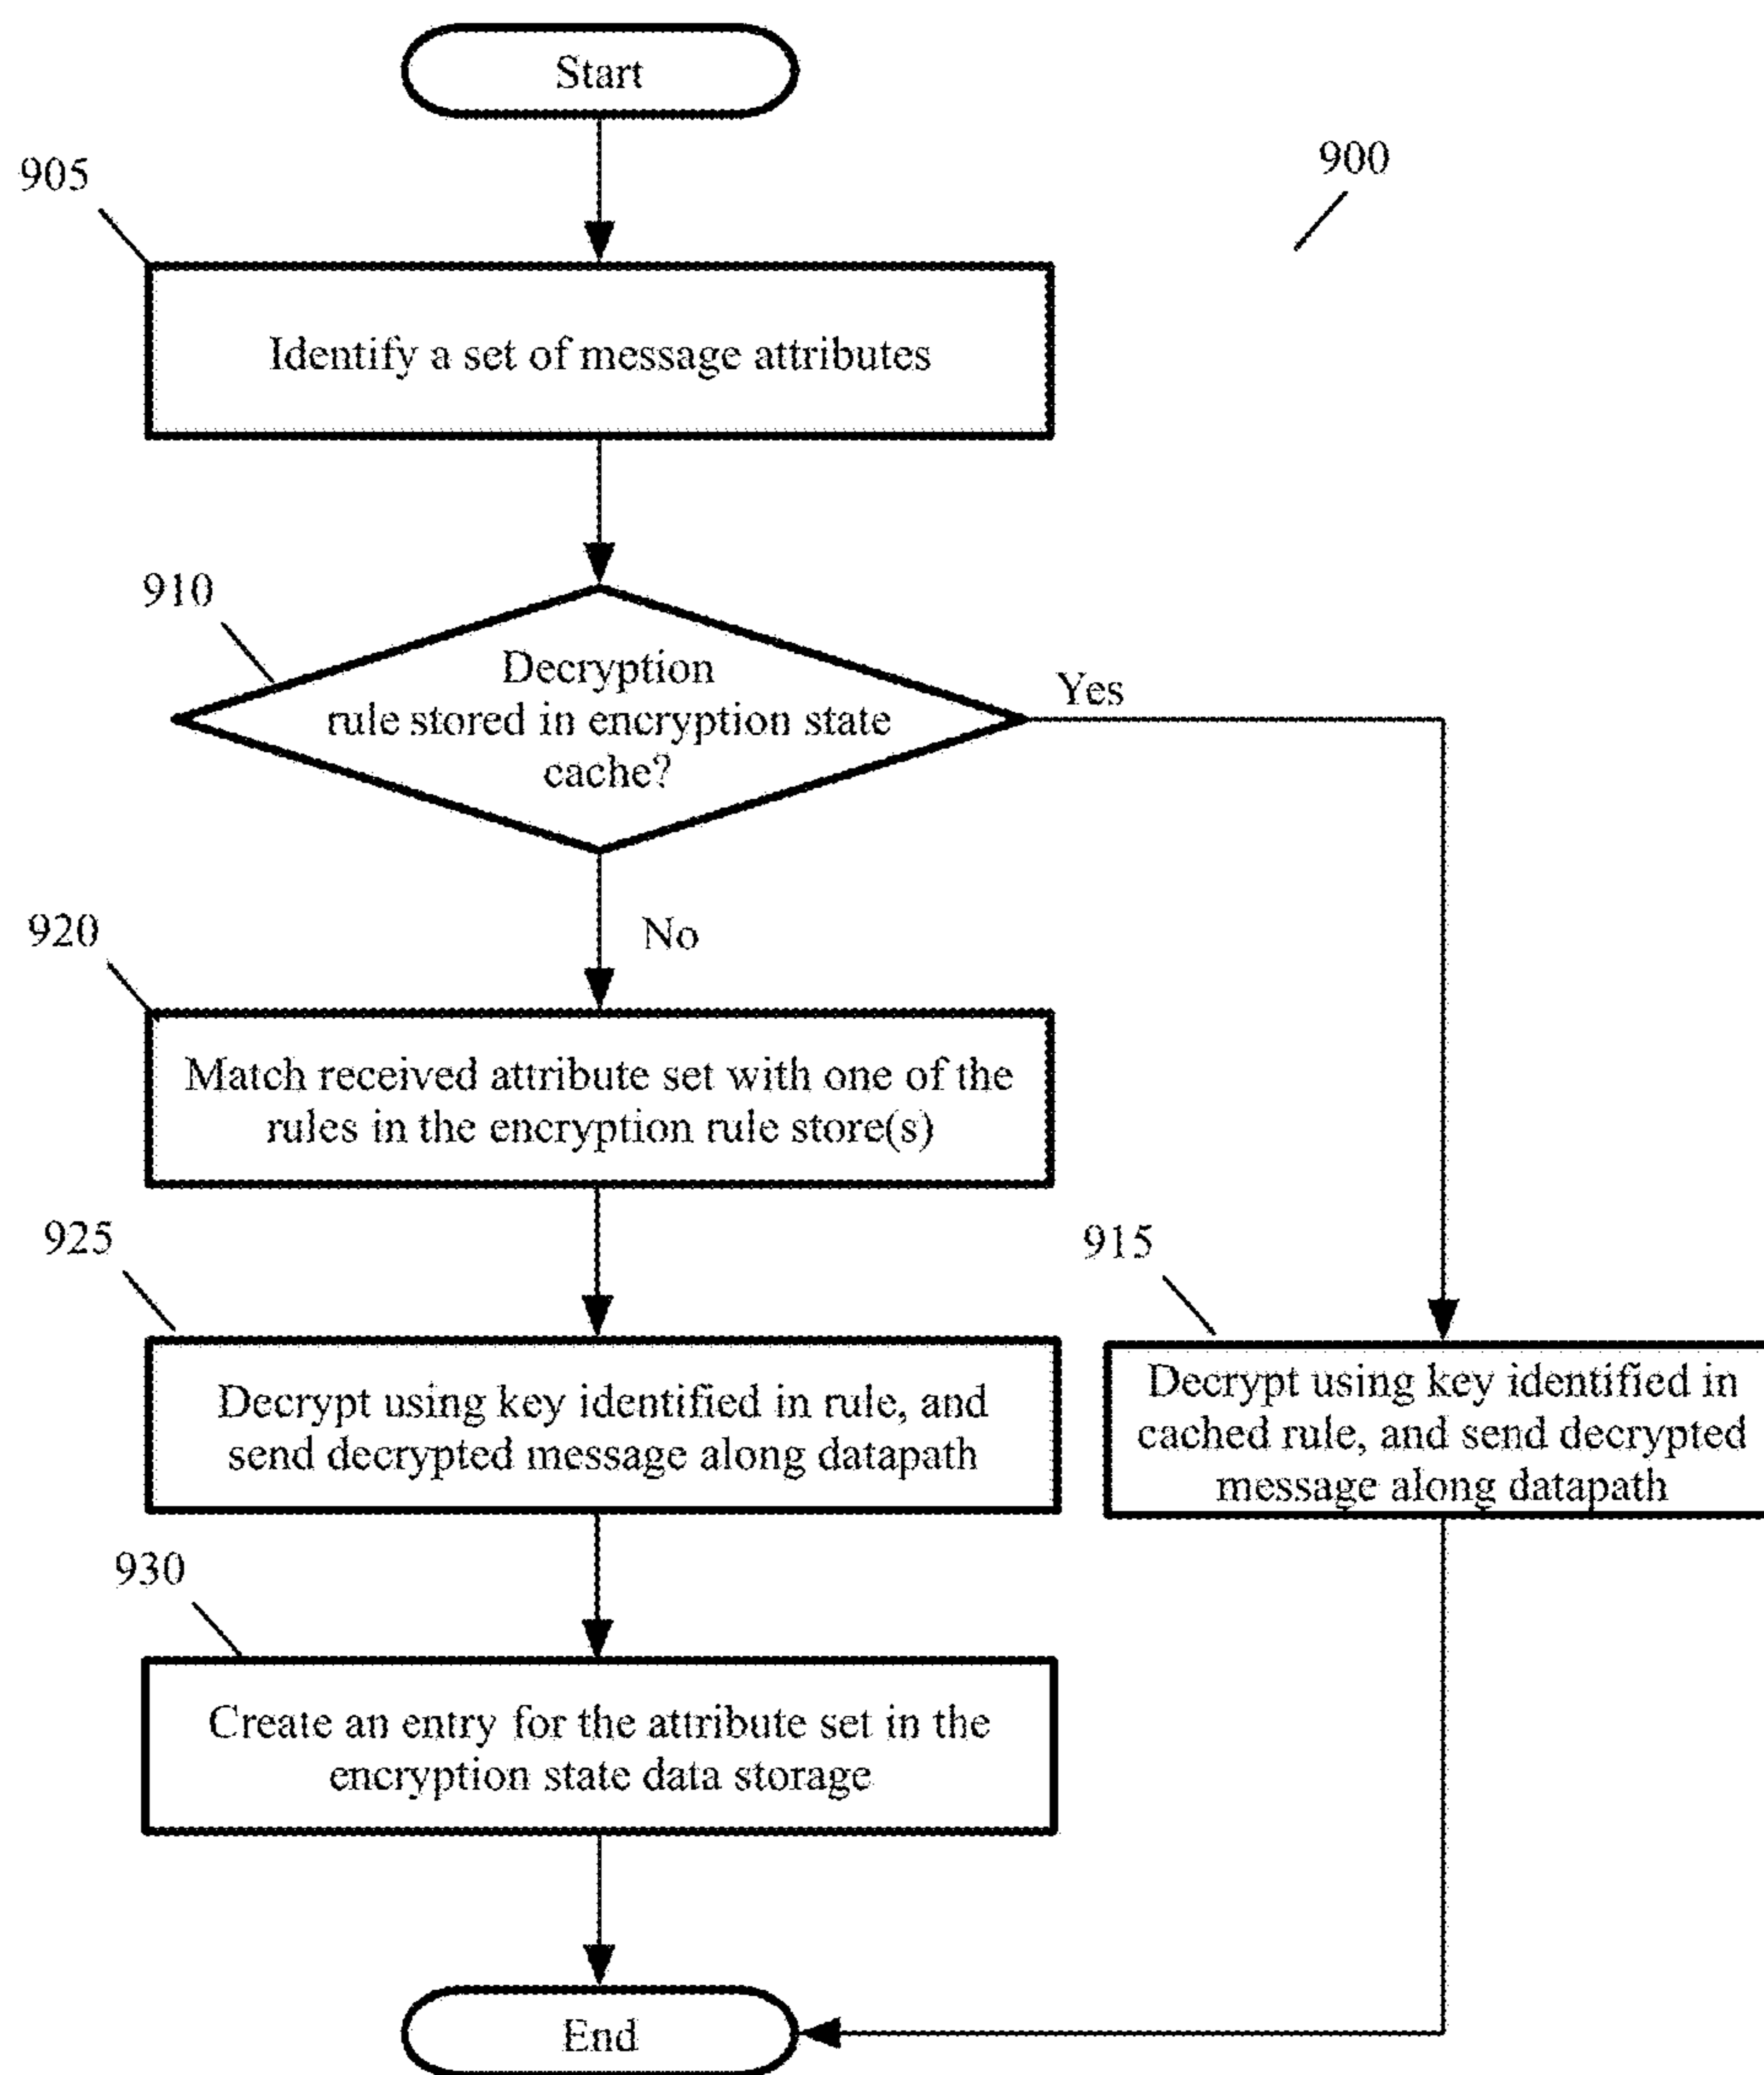 Start
905
900
Identify a set of message attributes
910
Decryption
rule stored in encryption state
cache?
Yes
No
920
Match received attribute set with one of the
rules in the encryption rule store(s)
925
Decrypt using key identified in rule, and
send decrypted message along datapath
915
Decrypt using key identified in
cached rule, and send decrypted
message along datapath
930
Create an entry for the attribute set in the
encryption state data storage
End